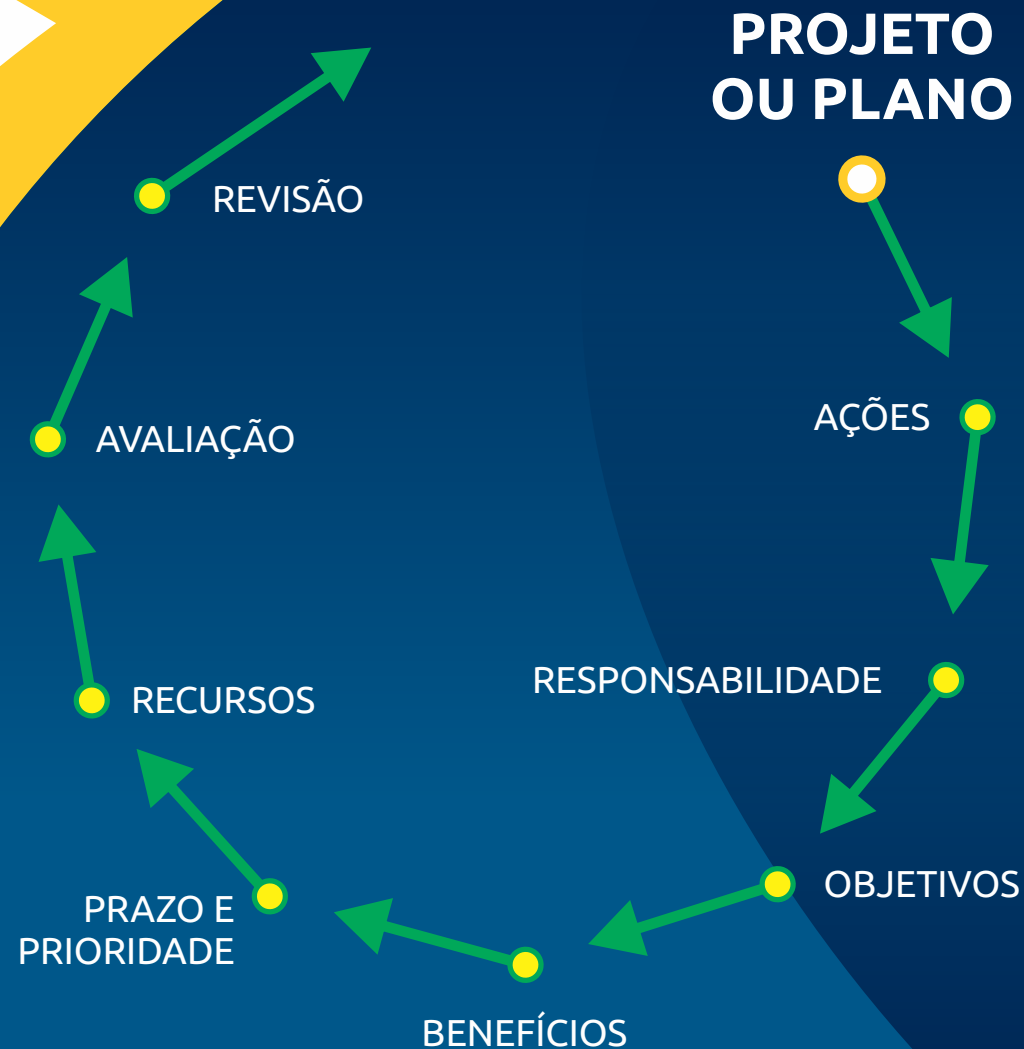 PROJETO
OU PLANO
AÇÕES
RESPONSABILIDADE
OBJETIVOS
BENEFÍCIOS
PRAZO E
PRIORIDADE
RECURSOS
AVALIAÇÃO
REVISÃO